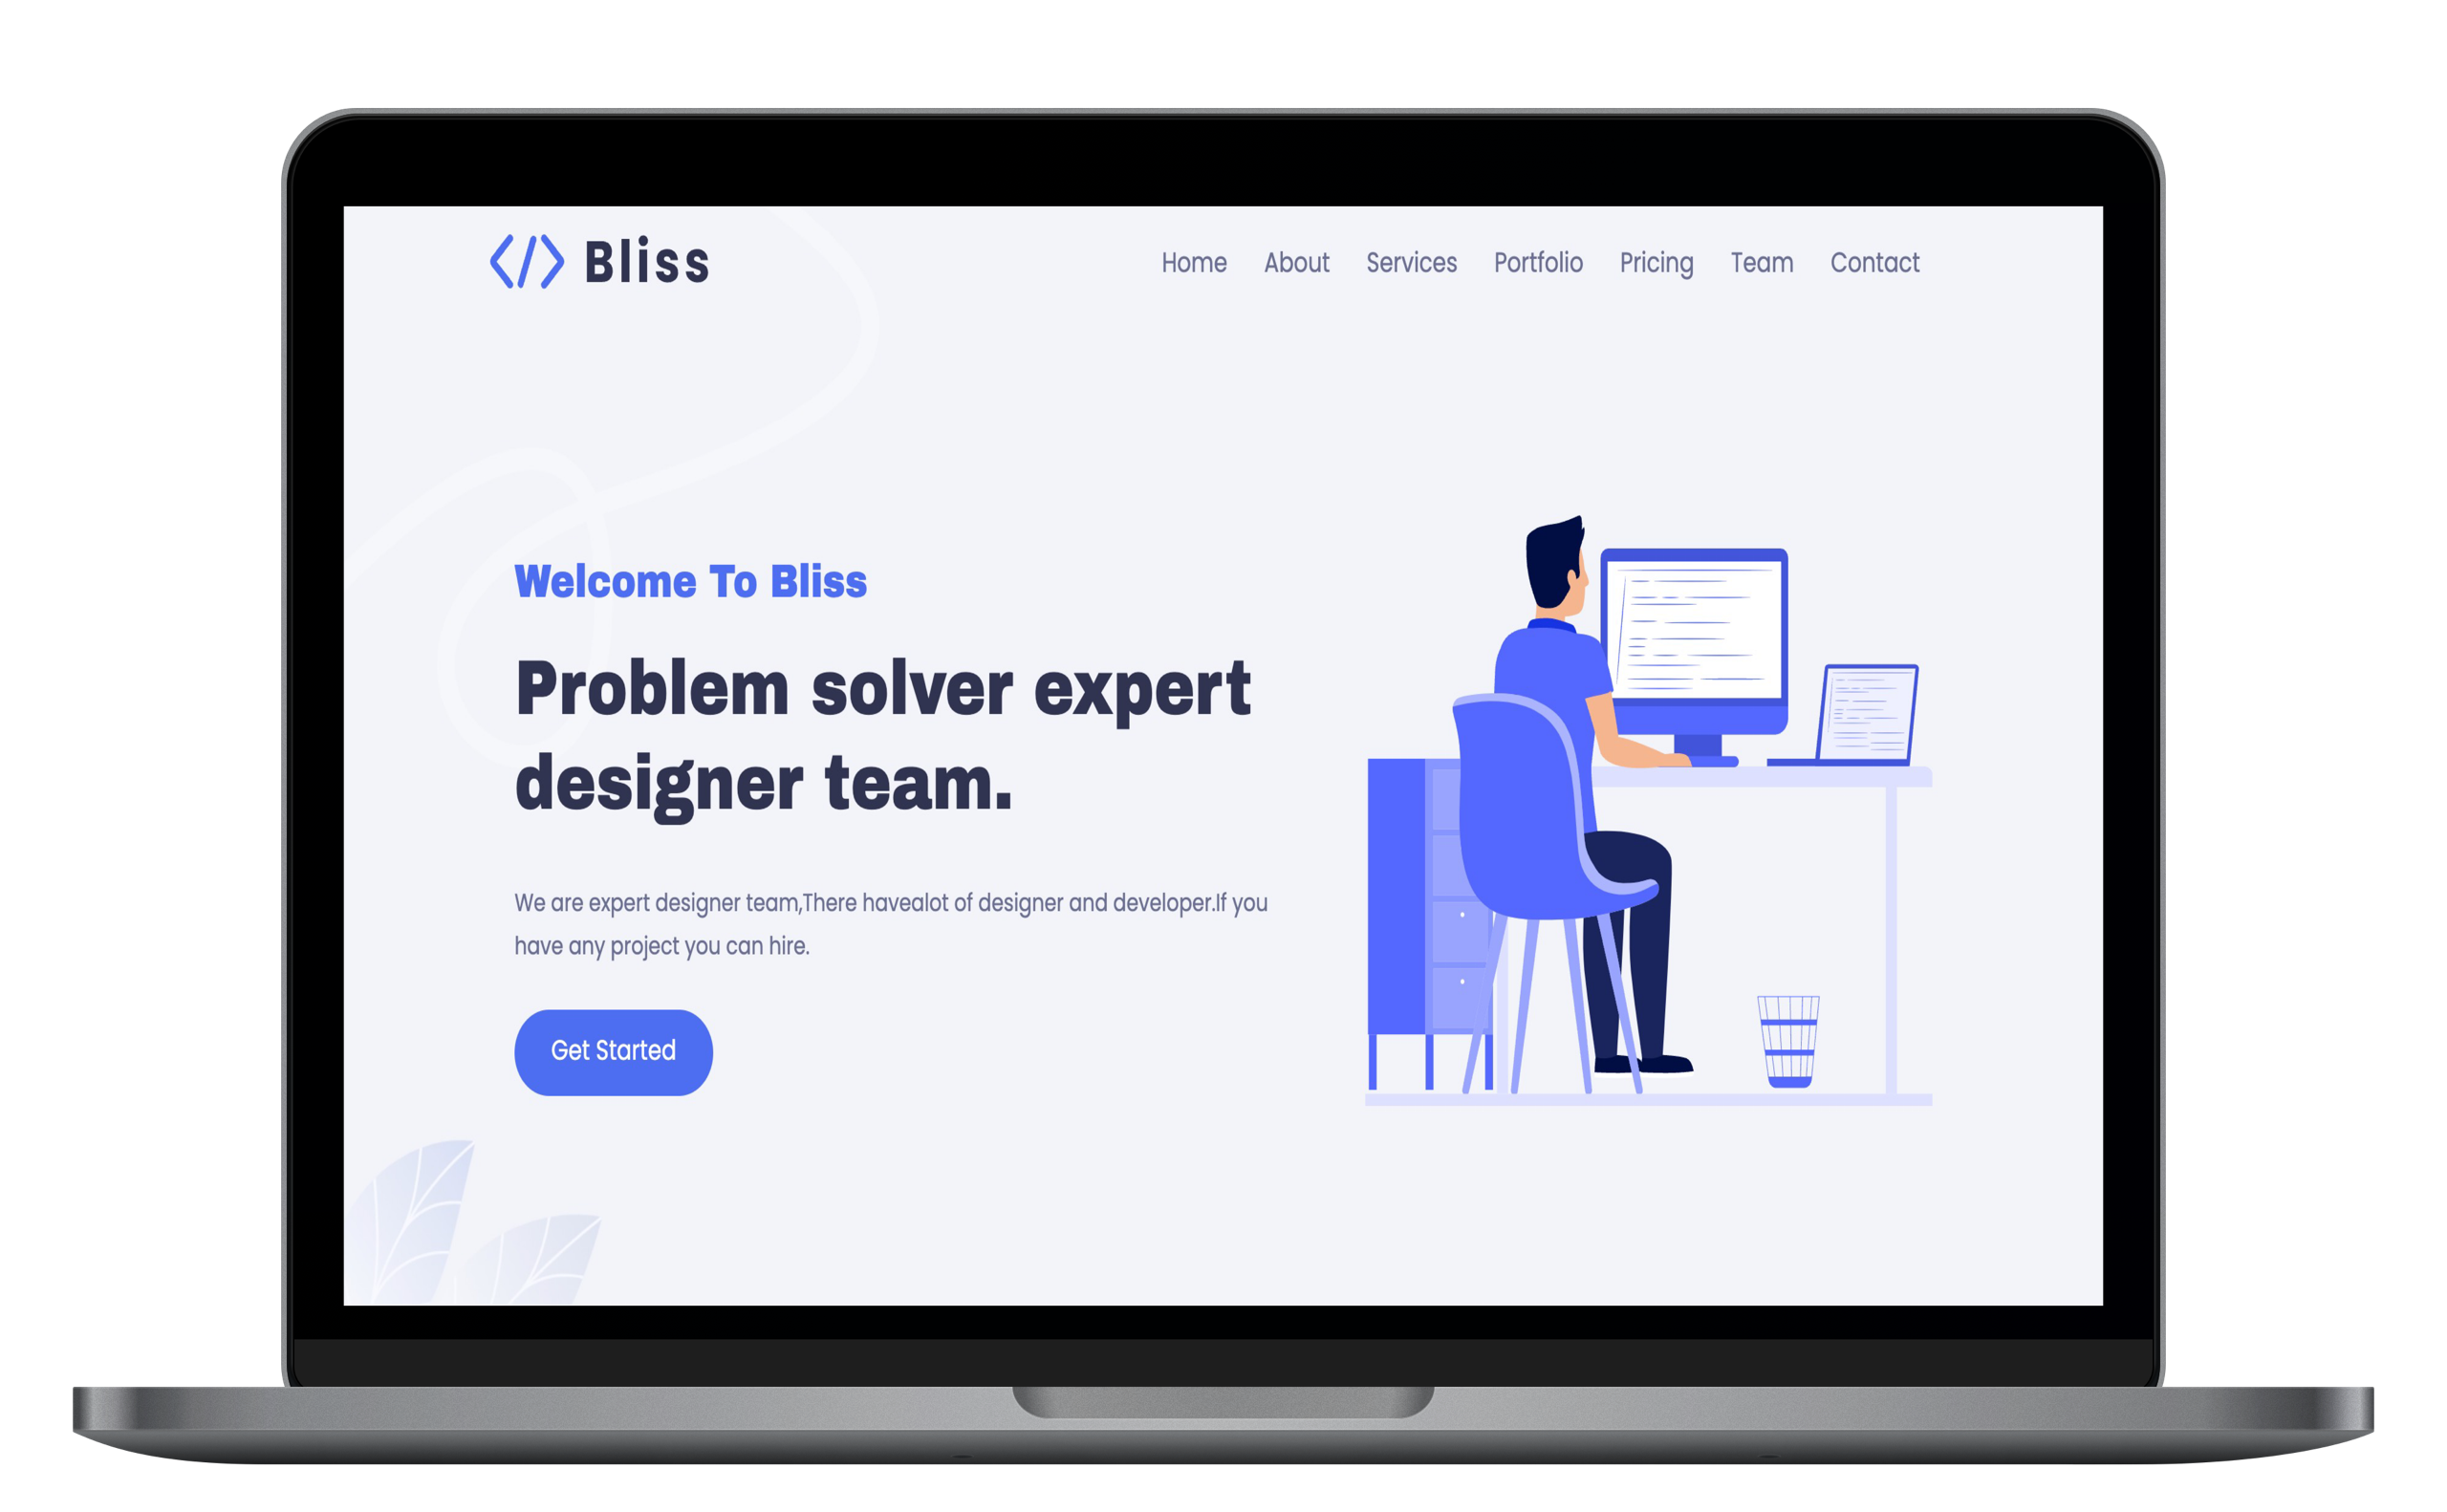 </> Bliss
Home About Services Portfolio Pricing Team Contact
Welcome To Bliss
Problem solver expert
designer team.
We are expert designer team,There havealot of designer and developer.If you
have any project you can hire.
Get Started